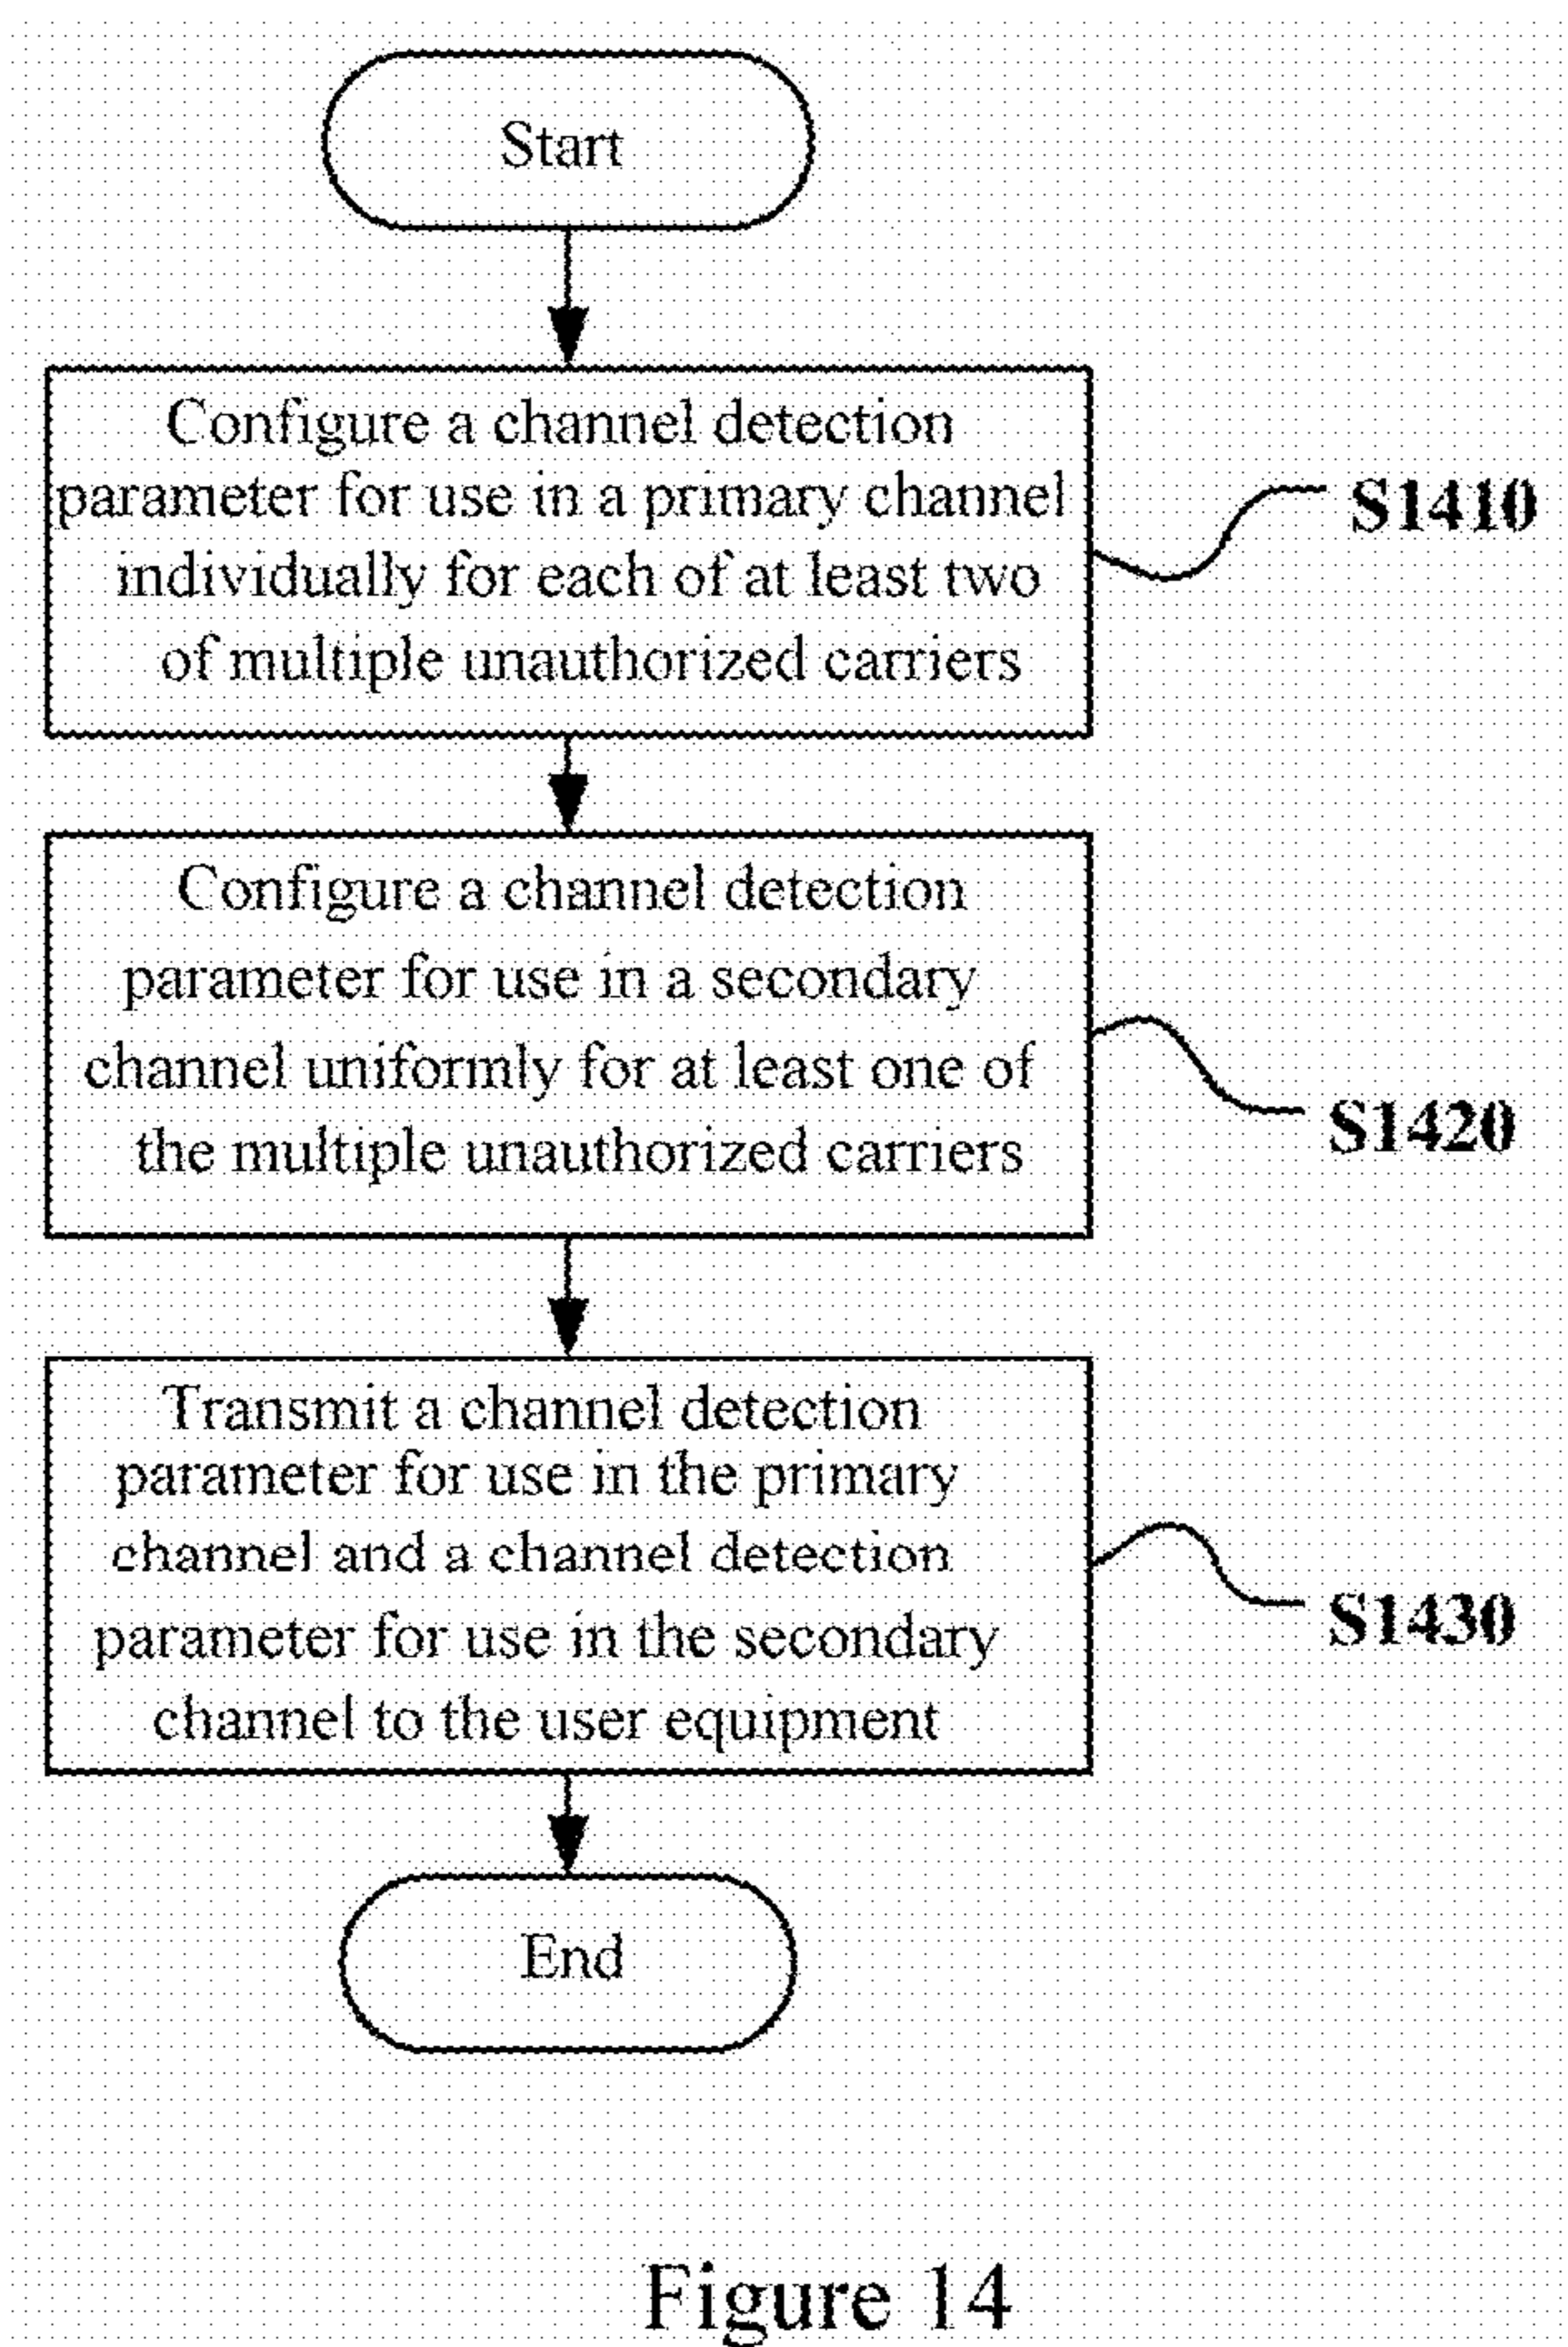 Start
Configure a channel detection
parameter for use in a primary channel
individually for each of at least two
of multiple unauthorized carriers
S1410
Configure a channel detection
parameter for use in a secondary
channel uniformly for at least one of
the multiple unauthorized carriers
S1420
Transmit a channel detection
parameter for use in the primary
channel and a channel detection
parameter for use in the secondary
channel to the user equipment
S1430
End
Figure 14